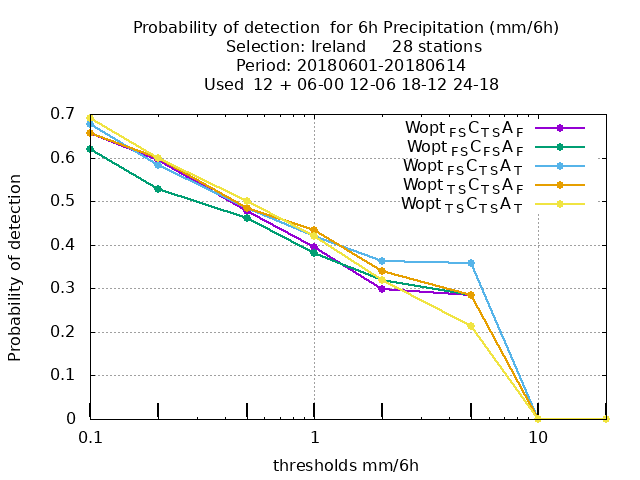 Probability of detection  for 6h Precipitation (mm/6h)
Selection: Ireland     28 stations
Period: 20180601-20180614
Used  12 + 06-00 12-06 18-12 24-18
0.7
0.6
0.5
0.4
0.3
0.2
0.1
0
Probability of detection
Wopt FS C TS A F
Wopt FS C FS A F
Wopt FS C TS A T
Wopt TS C TS A F
Wopt TS C TS A T
0.1 1 10
thresholds mm/6h